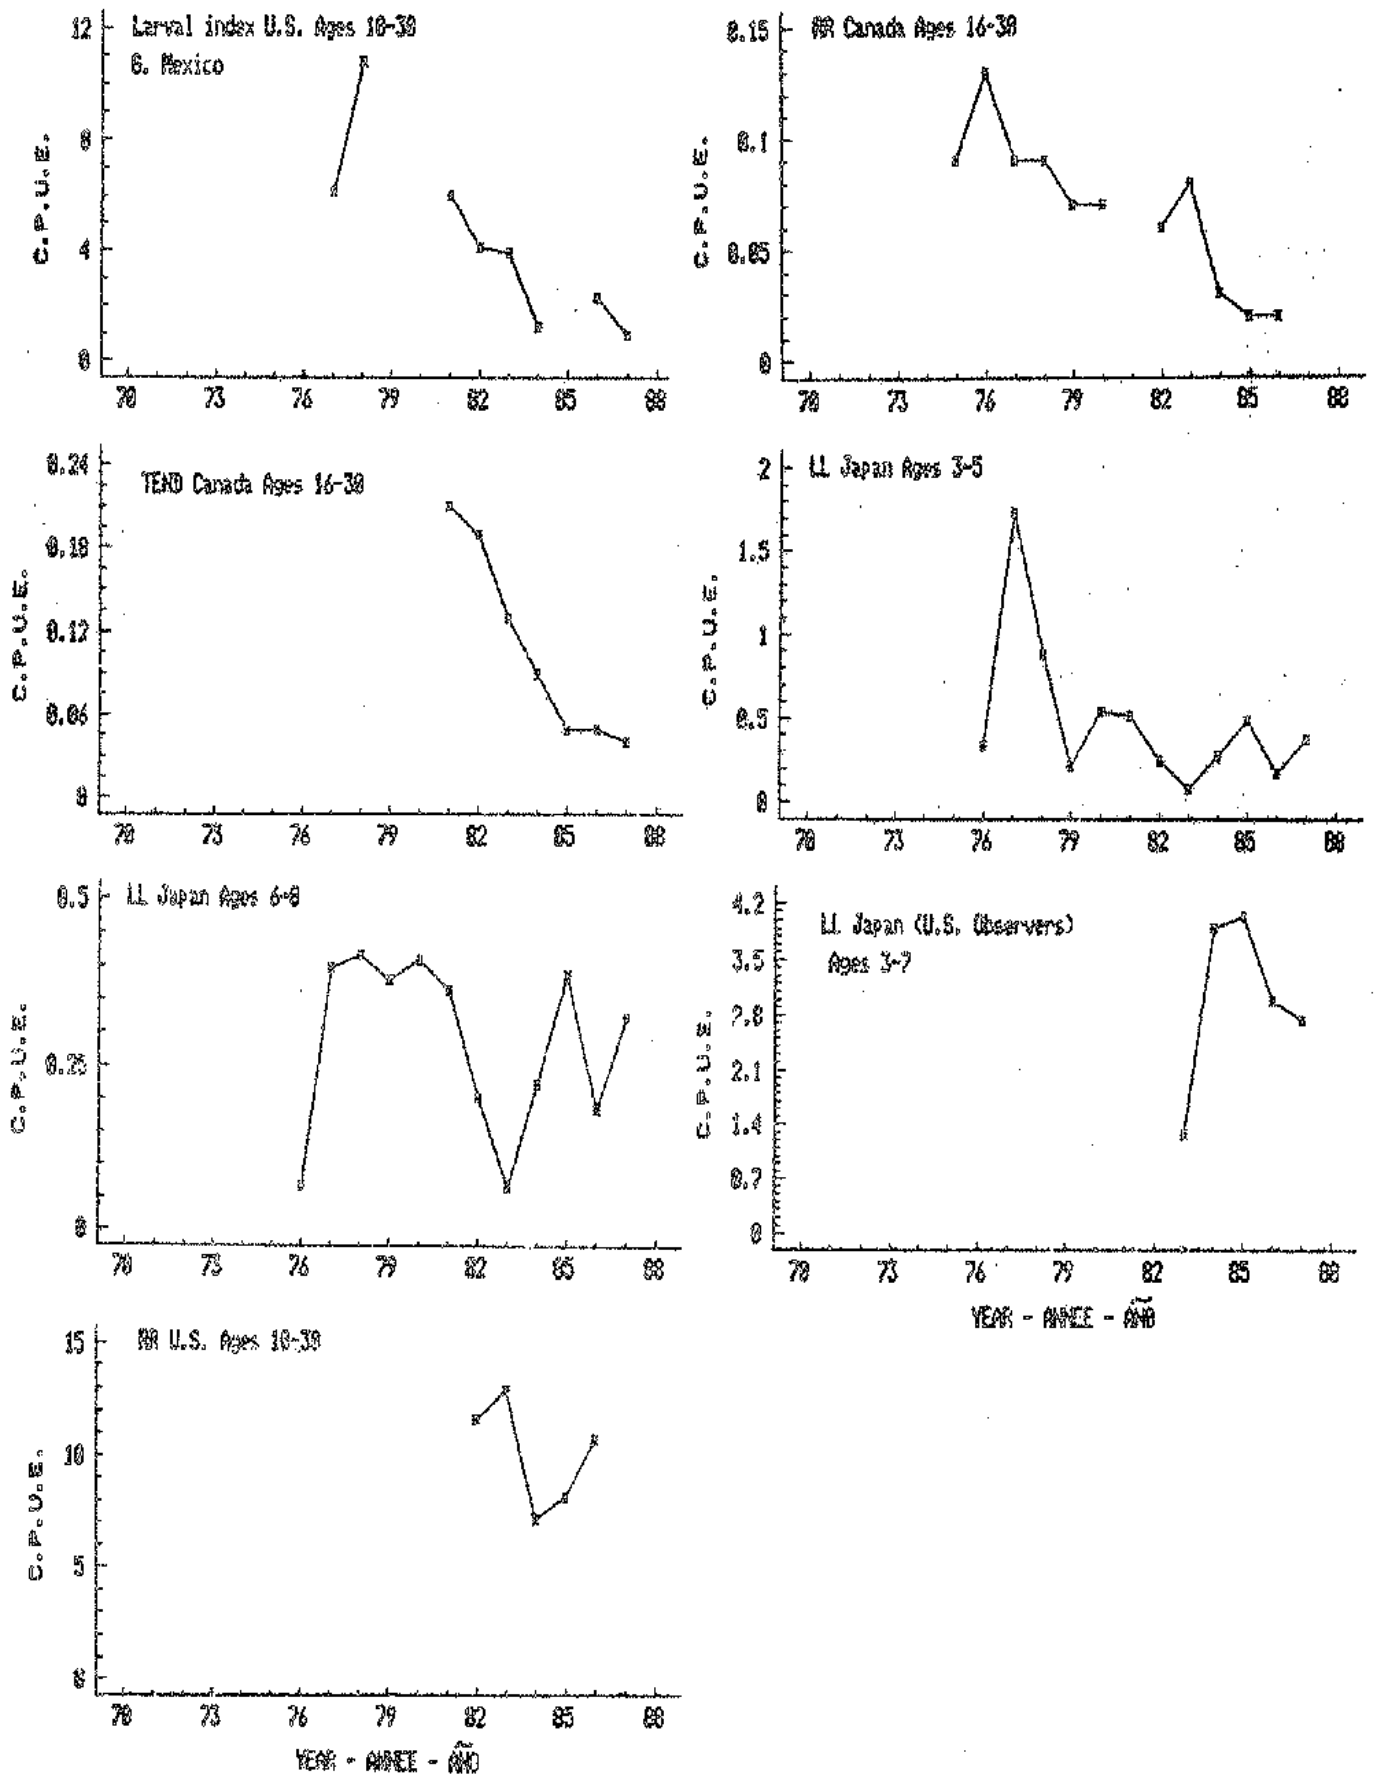 Larval index U.S. Ages 10-30
G. Mexico
12
8
4
0
C.P.U.E.
70 73 76 79 82 85 88
RR Canada Ages 16-30
0.15
0.1
0.05
0
C.P.U.E.
70 73 76 79 82 85 88
TEND Canada Ages 16-30
0.24
0.18
0.12
0.06
0
C.P.U.E.
70 73 76 79 82 85 88
LL Japan Ages 3-5
2
1.5
1
0.5
0
C.P.U.E.
70 73 76 79 82 85 88
LL Japan Ages 6-8
0.5
0.25
0
C.P.U.E.
70 73 76 79 82 85 88
LL Japan (U.S. Observers)
Ages 3-7
4.2
3.5
2.8
2.1
1.4
0.7
0
C.P.U.E.
70 73 76 79 82 85 88
YEAR - ANNEE - AÑO
RR U.S. Ages 10-30
15
10
5
0
C.P.U.E.
70 73 76 79 82 85 88
YEAR - ANNEE - AÑO